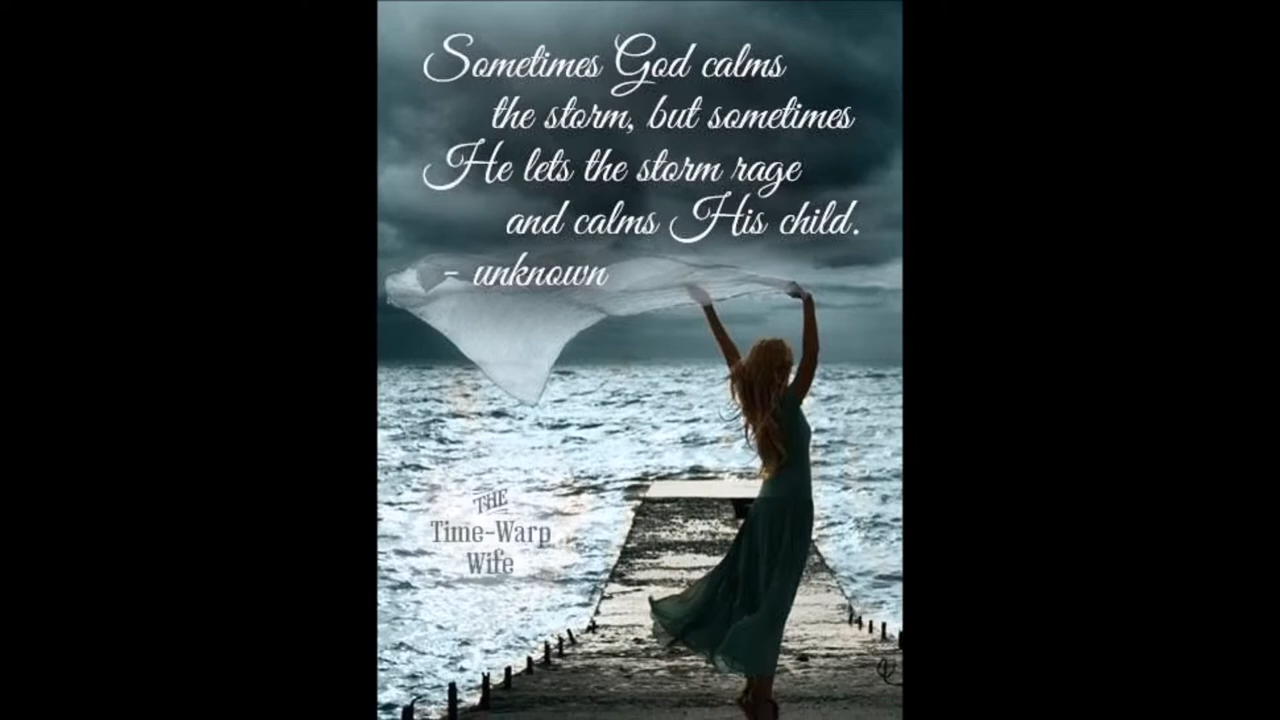 Sometimes God calms
the storm, but sometimes
He lets the storm rage
and calms His child.
- unknown
THE
Time-Warp
Wife